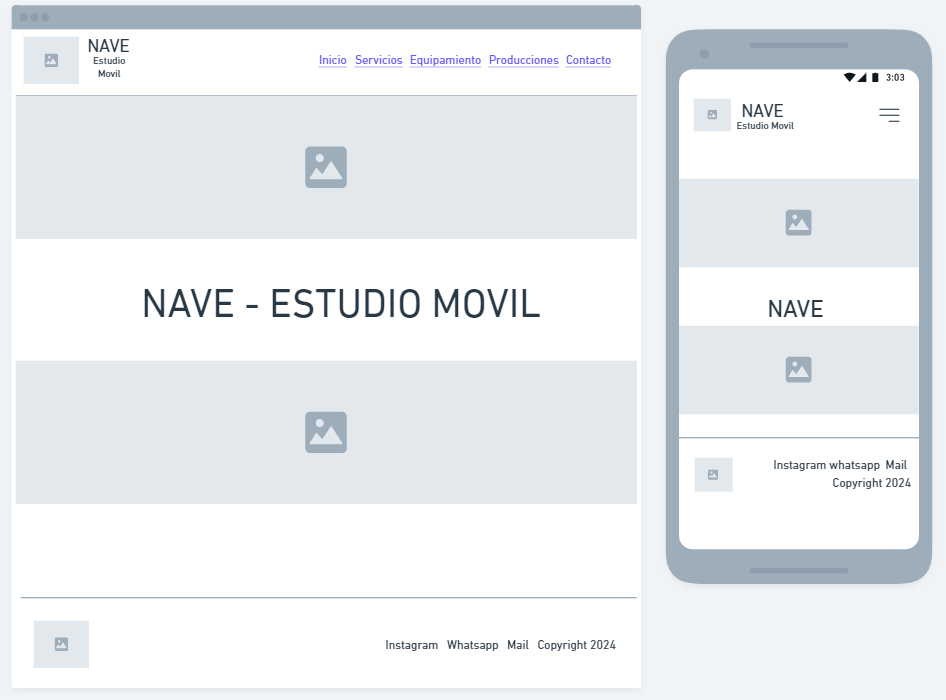 NAVE
Estudio
Movil
Inicio Servicios Equipamiento Producciones Contacto
NAVE - ESTUDIO MOVIL
Instagram Whatsapp Mail Copyright 2024
3:03
NAVE
Estudio Movil
NAVE
Instagram whatsapp Mail
Copyright 2024